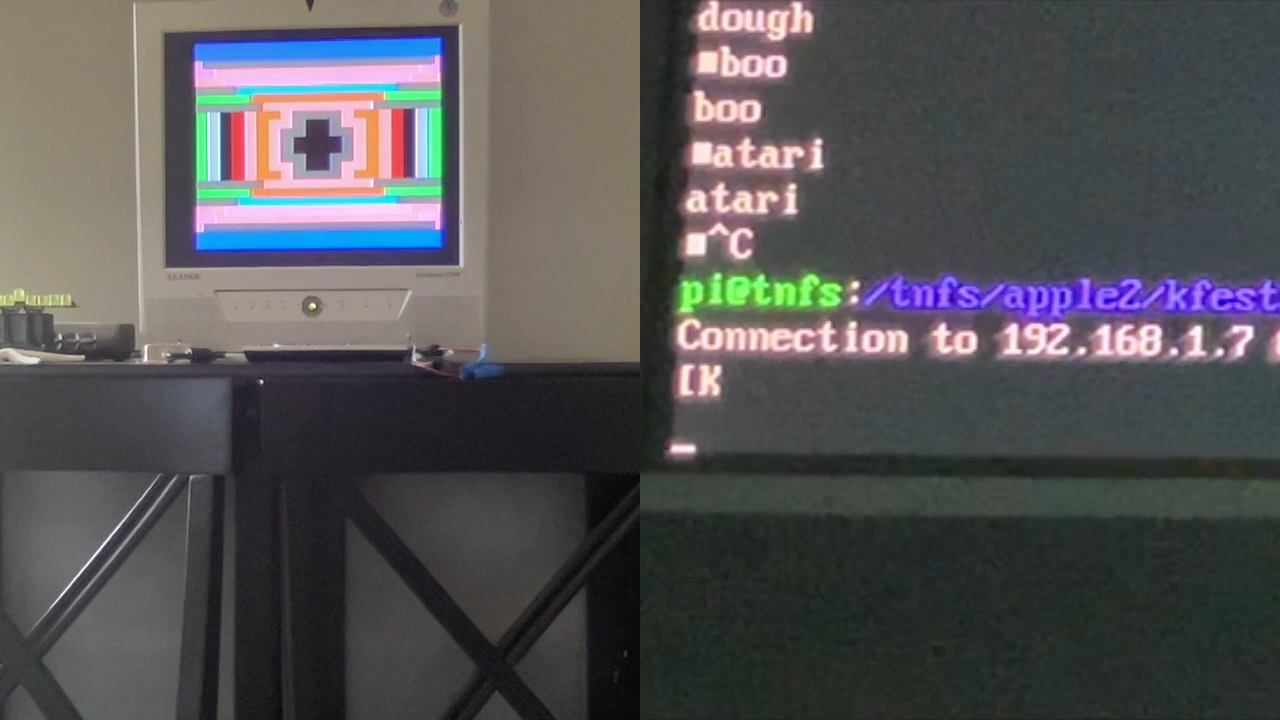 dough
■boo
boo
■atari
atari
■^C
pi@tnfs:/tnfs/apple2/kfest
Connection to 192.168.1.7
[K